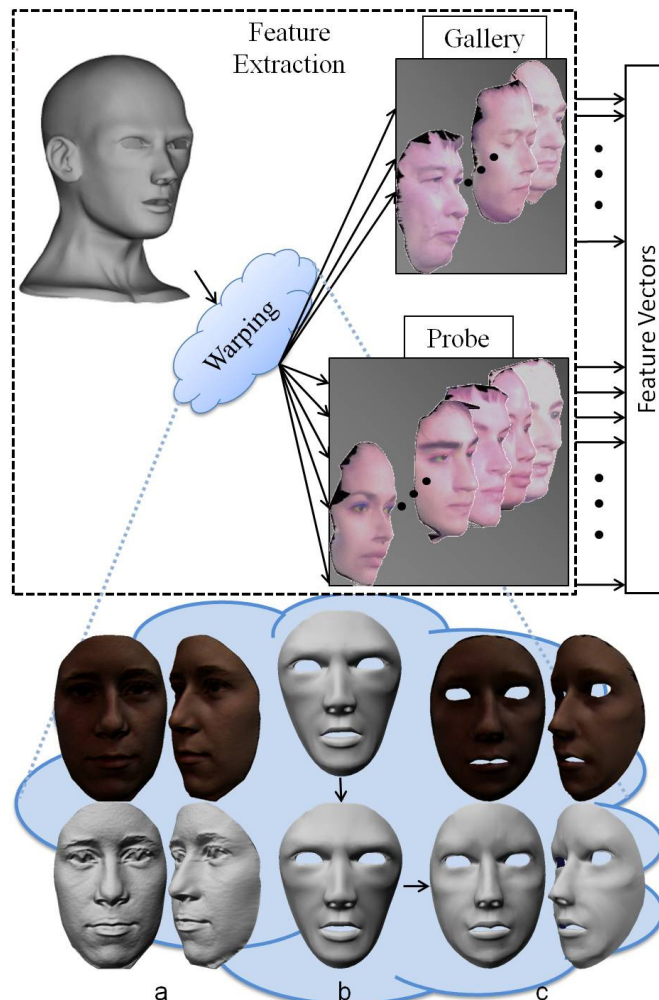 Feature
Extraction
Gallery
Warping
Probe
Feature Vectors
a
b
c